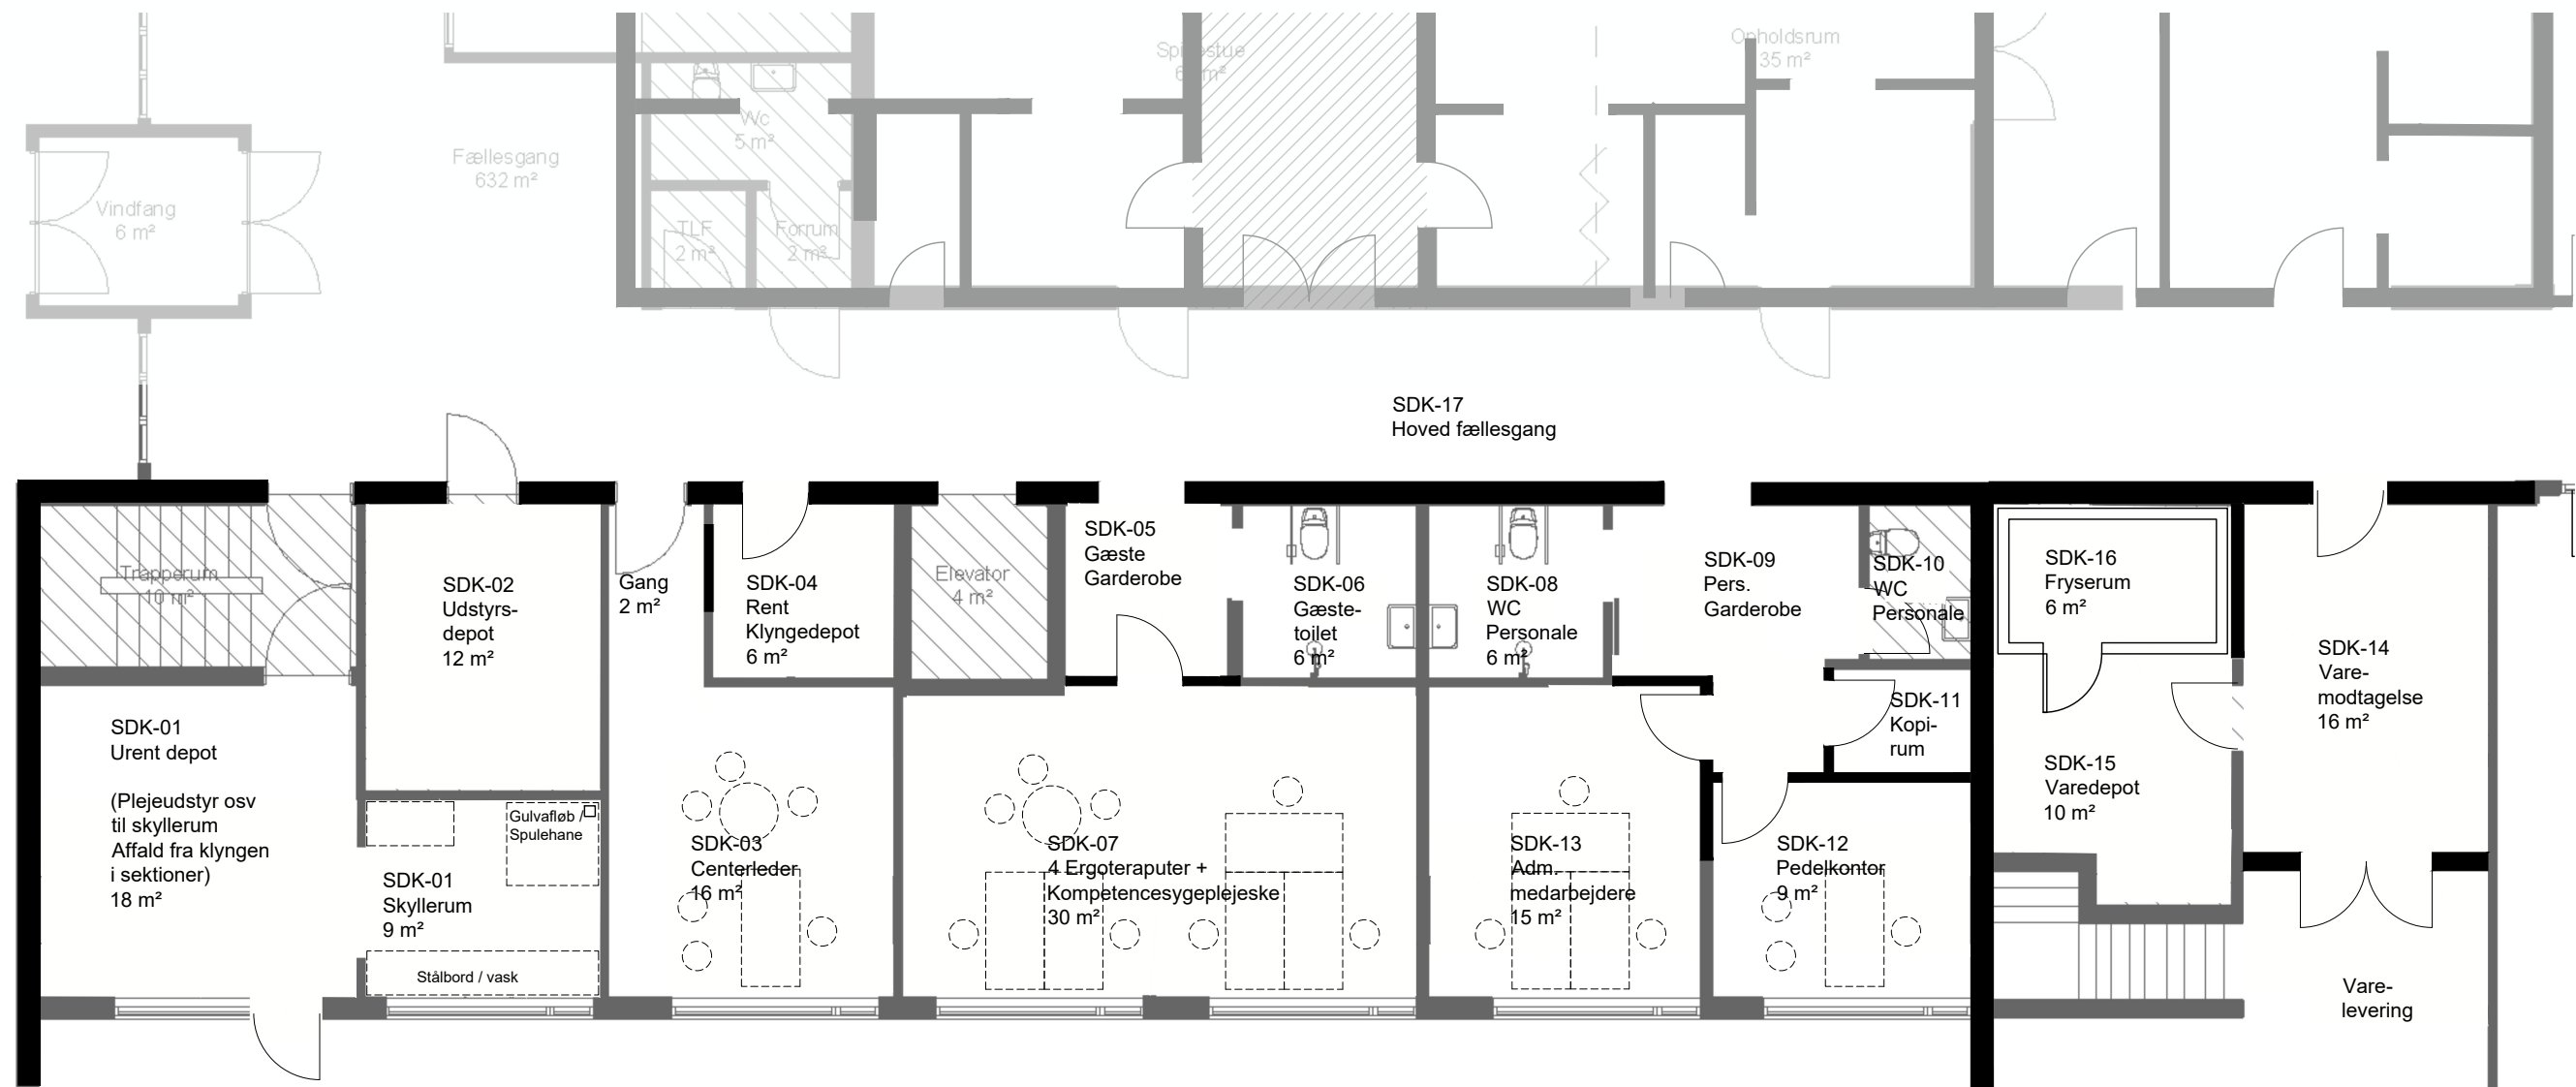 Spisestue
6 m²
Opholdsrum
35 m²
Wc
5 m²
Fællesgang
632 m²
Vindfang
6 m²
TLF
2 m²
Forrum
2 m²
SDK-17
Hoved fællesgang
Trapperum
10 m²
SDK-02
Udstyrs-
depot
12 m²
Gang
2 m²
SDK-04
Rent
Klyngedepot
6 m²
Elevator
4 m²
SDK-05
Gæste
Garderobe
SDK-06
Gæste-
toilet
6 m²
SDK-08
WC
Personale
6 m²
SDK-09
Pers.
Garderobe
SDK-10
WC
Personale
SDK-16
Fryserum
6 m²
SDK-14
Vare-
modtagelse
16 m²
SDK-11
Kopi-
rum
SDK-01
Urent depot
(Plejeudstyr osv
til skyllerum
Affald fra klyngen
i sektioner)
18 m²
SDK-15
Varedepot
10 m²
Gulvafløb /
Spulehane
SDK-01
Skyllerum
9 m²
Stålbord / vask
SDK-03
Centerleder
16 m²
SDK-07
4 Ergoteraputer +
Kompetencesygeplejeske
30 m²
SDK-13
Adm.
medarbejdere
15 m²
SDK-12
Pedelkontor
9 m²
Vare-
levering